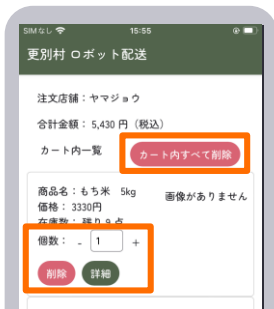 SIMなし 15:55
更別村 ロボット配送
注文店舗：ヤマジョウ
合計金額： 5,430 円（税込）
カート内一覧 カート内すべて削除
商品名：もち米　5kg 画像がありません
価格： 3330円
在庫数： 残り 9 点
個数： - 1 +
削除 詳細